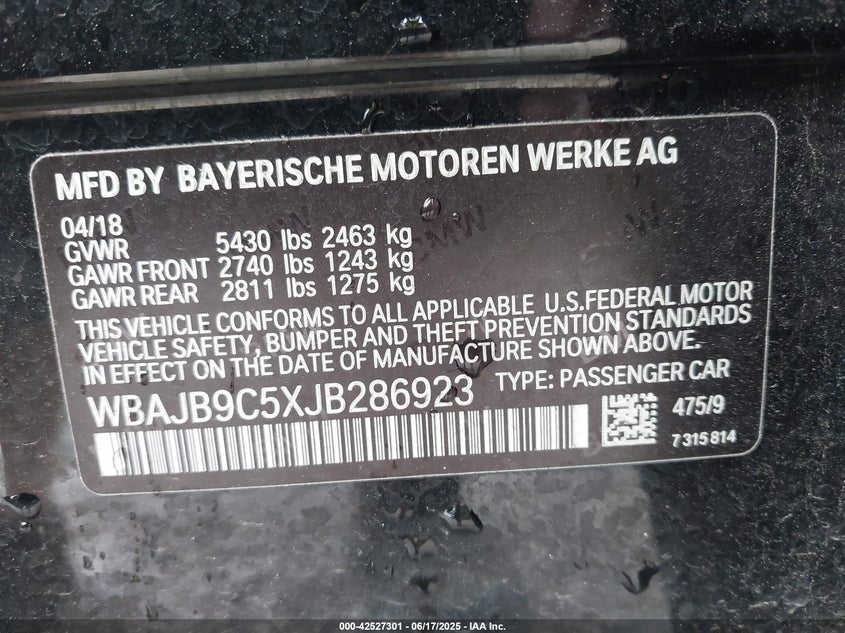 MFD BY BAYERISCHE MOTOREN WERKE AG
04/18
GVWR 5430 lbs 2463 kg
GAWR FRONT 2740 lbs 1243 kg
GAWR REAR 2811 lbs 1275 kg
THIS VEHICLE CONFORMS TO ALL APPLICABLE U.S.FEDERAL MOTOR
VEHICLE SAFETY, BUMPER AND THEFT PREVENTION STANDARDS
IN EFFECT ON THE DATE OF MANUFACTURE SHOWN ABOVE.
WBAJB9C5XJB286923 TYPE: PASSENGER CAR
475/9
7 315 814
000-42527301 - 06/17/2025 - IAA Inc.